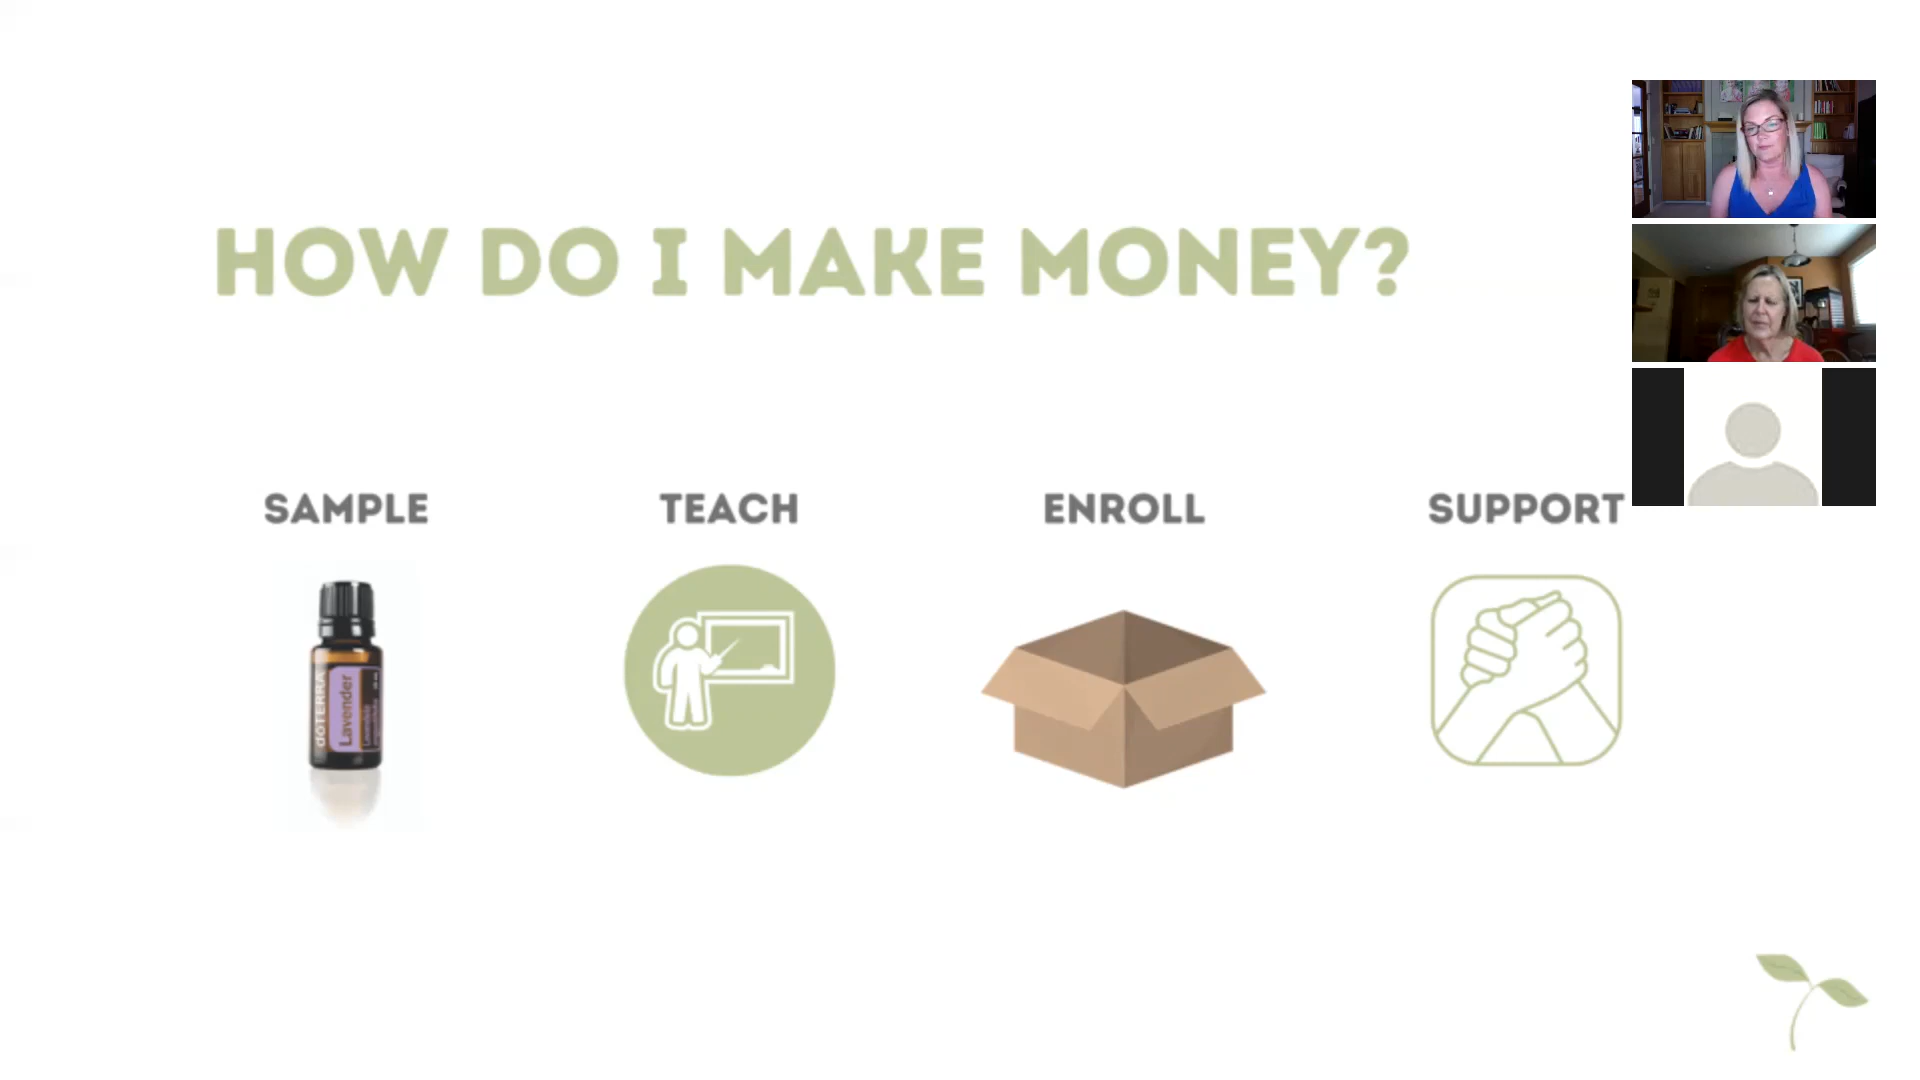 HOW DO I MAKE MONEY?
SAMPLE
TEACH
ENROLL
SUPPORT
dōTERRA
Lavender